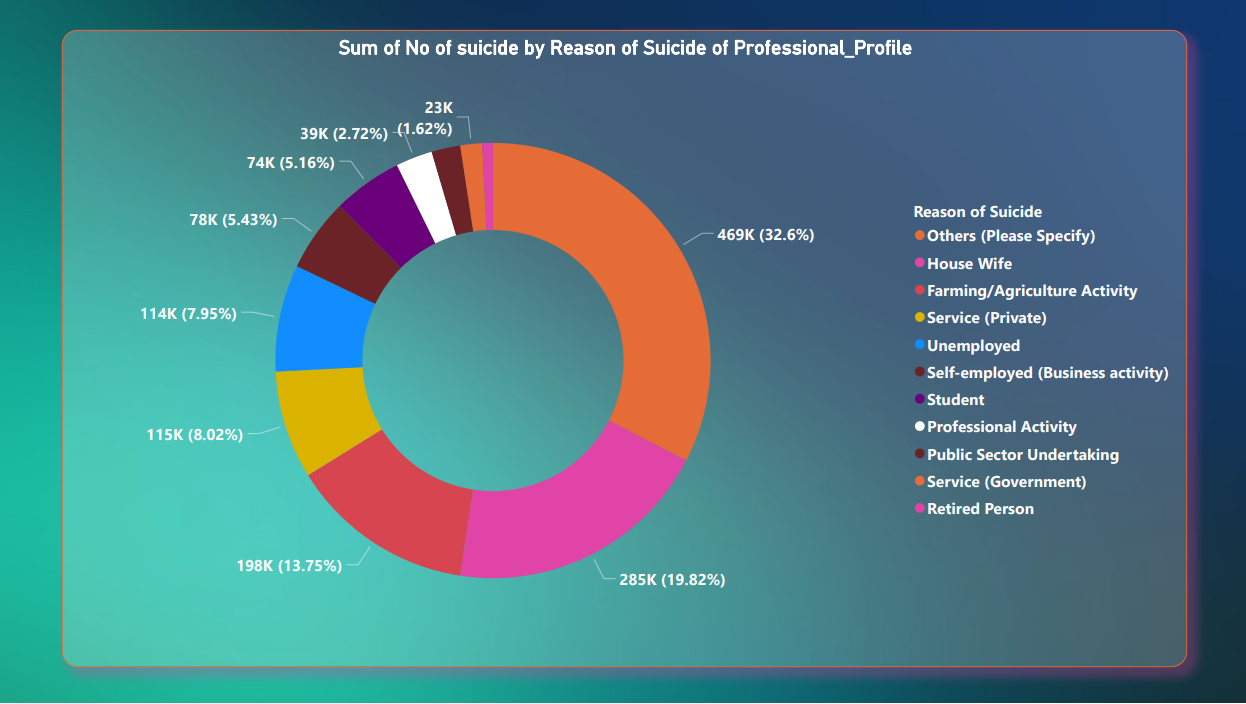 Sum of No of suicide by Reason of Suicide of Professional_Profile
23K
(1.62%)
39K (2.72%)
74K (5.16%)
78K (5.43%)
469K (32.6%)
114K (7.95%)
115K (8.02%)
198K (13.75%)
285K (19.82%)
Reason of Suicide
Others (Please Specify)
House Wife
Farming/Agriculture Activity
Service (Private)
Unemployed
Self-employed (Business activity)
Student
Professional Activity
Public Sector Undertaking
Service (Government)
Retired Person